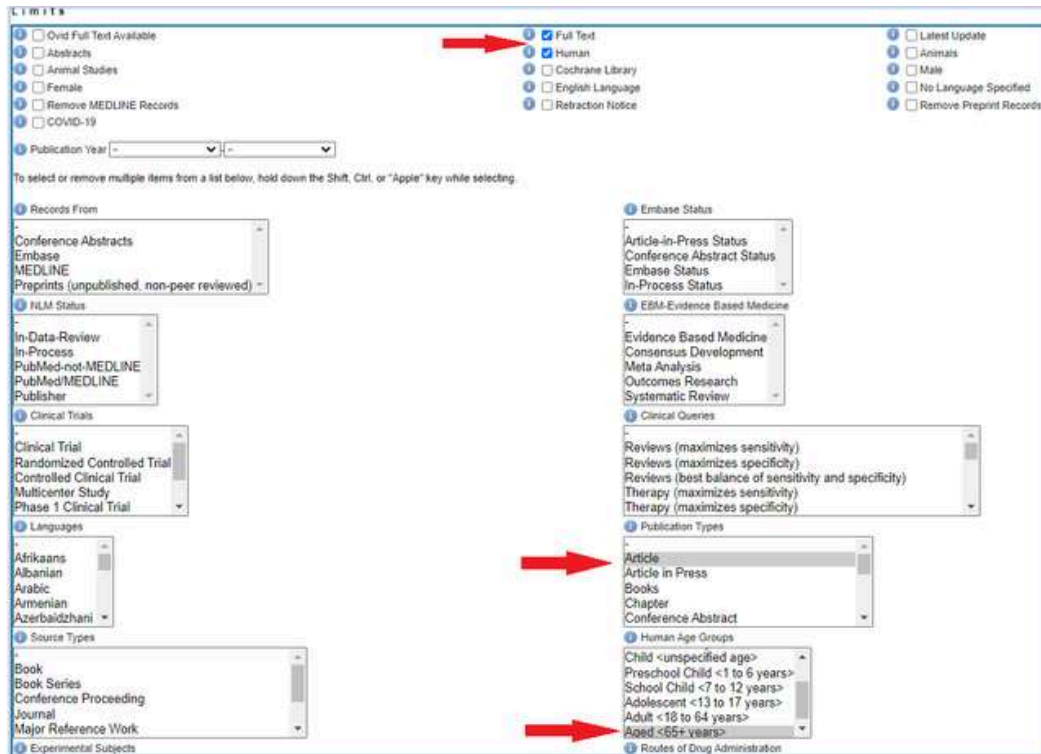 Limits
Ovid Full Text Available
Full Text
Latest Update
Abstracts
Human
Animals
Animal Studies
Cochrane Library
Male
Female
English Language
No Language Specified
Remove MEDLINE Records
Retraction Notice
Remove Preprint Records
COVID-19
Publication Year - -
To select or remove multiple items from a list below, hold down the Shift, Ctrl, or "Apple" key while selecting.
Records From
-
Conference Abstracts
Embase
MEDLINE
Preprints (unpublished, non-peer reviewed)
Embase Status
-
Article-in-Press Status
Conference Abstract Status
Embase Status
In-Process Status
NLM Status
-
In-Data-Review
In-Process
PubMed-not-MEDLINE
PubMed/MEDLINE
Publisher
EBM-Evidence Based Medicine
-
Evidence Based Medicine
Consensus Development
Meta Analysis
Outcomes Research
Systematic Review
Clinical Trials
-
Clinical Trial
Randomized Controlled Trial
Controlled Clinical Trial
Multicenter Study
Phase 1 Clinical Trial
Clinical Queries
-
Reviews (maximizes sensitivity)
Reviews (maximizes specificity)
Reviews (best balance of sensitivity and specificity)
Therapy (maximizes sensitivity)
Therapy (maximizes specificity)
Languages
-
Afrikaans
Albanian
Arabic
Armenian
Azerbaidzhani
Publication Types
-
Article
Article in Press
Books
Chapter
Conference Abstract
Source Types
-
Book
Book Series
Conference Proceeding
Journal
Major Reference Work
Human Age Groups
Child <unspecified age>
Preschool Child <1 to 6 years>
School Child <7 to 12 years>
Adolescent <13 to 17 years>
Adult <18 to 64 years>
Aged <65+ years>
Experimental Subjects
Routes of Drug Administration